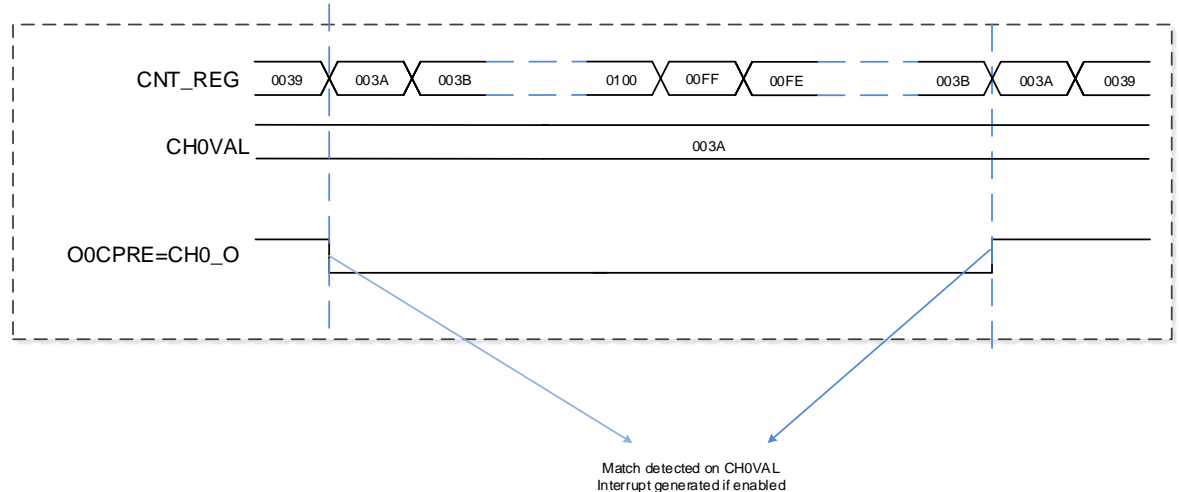 CNT_REG 0039 003A 003B 0100 00FF 00FE 003B 003A 0039
CH0VAL 003A
O0CPRE=CH0_O
Match detected on CH0VAL
Interrupt generated if enabled